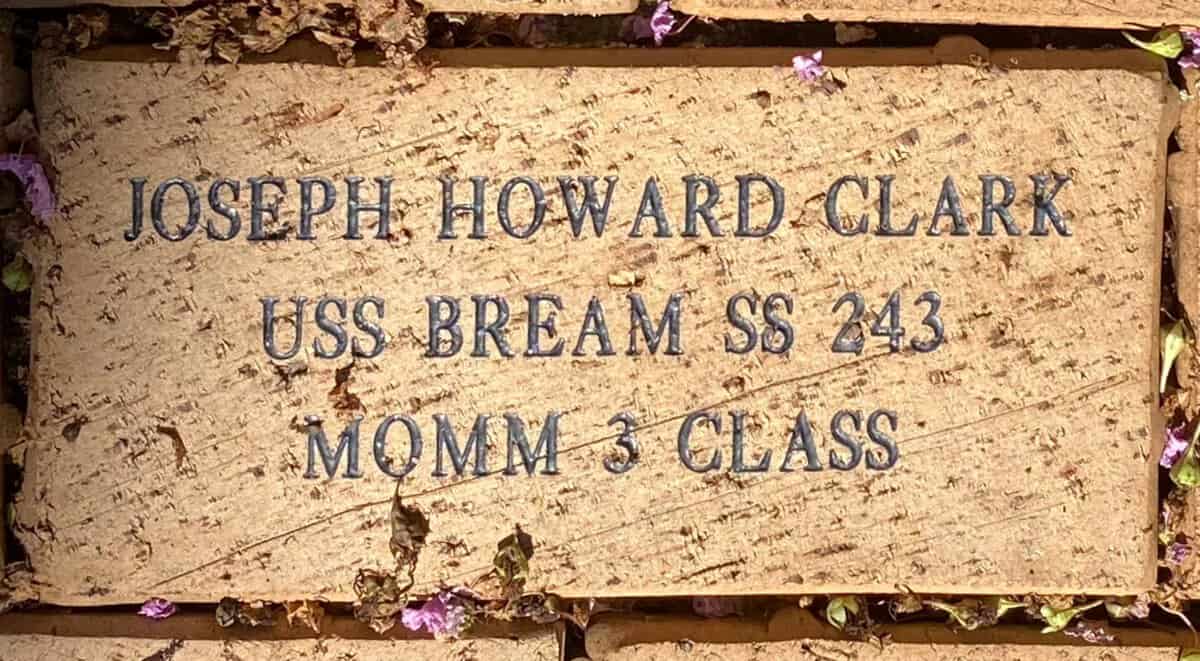 JOSEPH HOWARD CLARK
USS BREAM SS 243
MOMM 3 CLASS